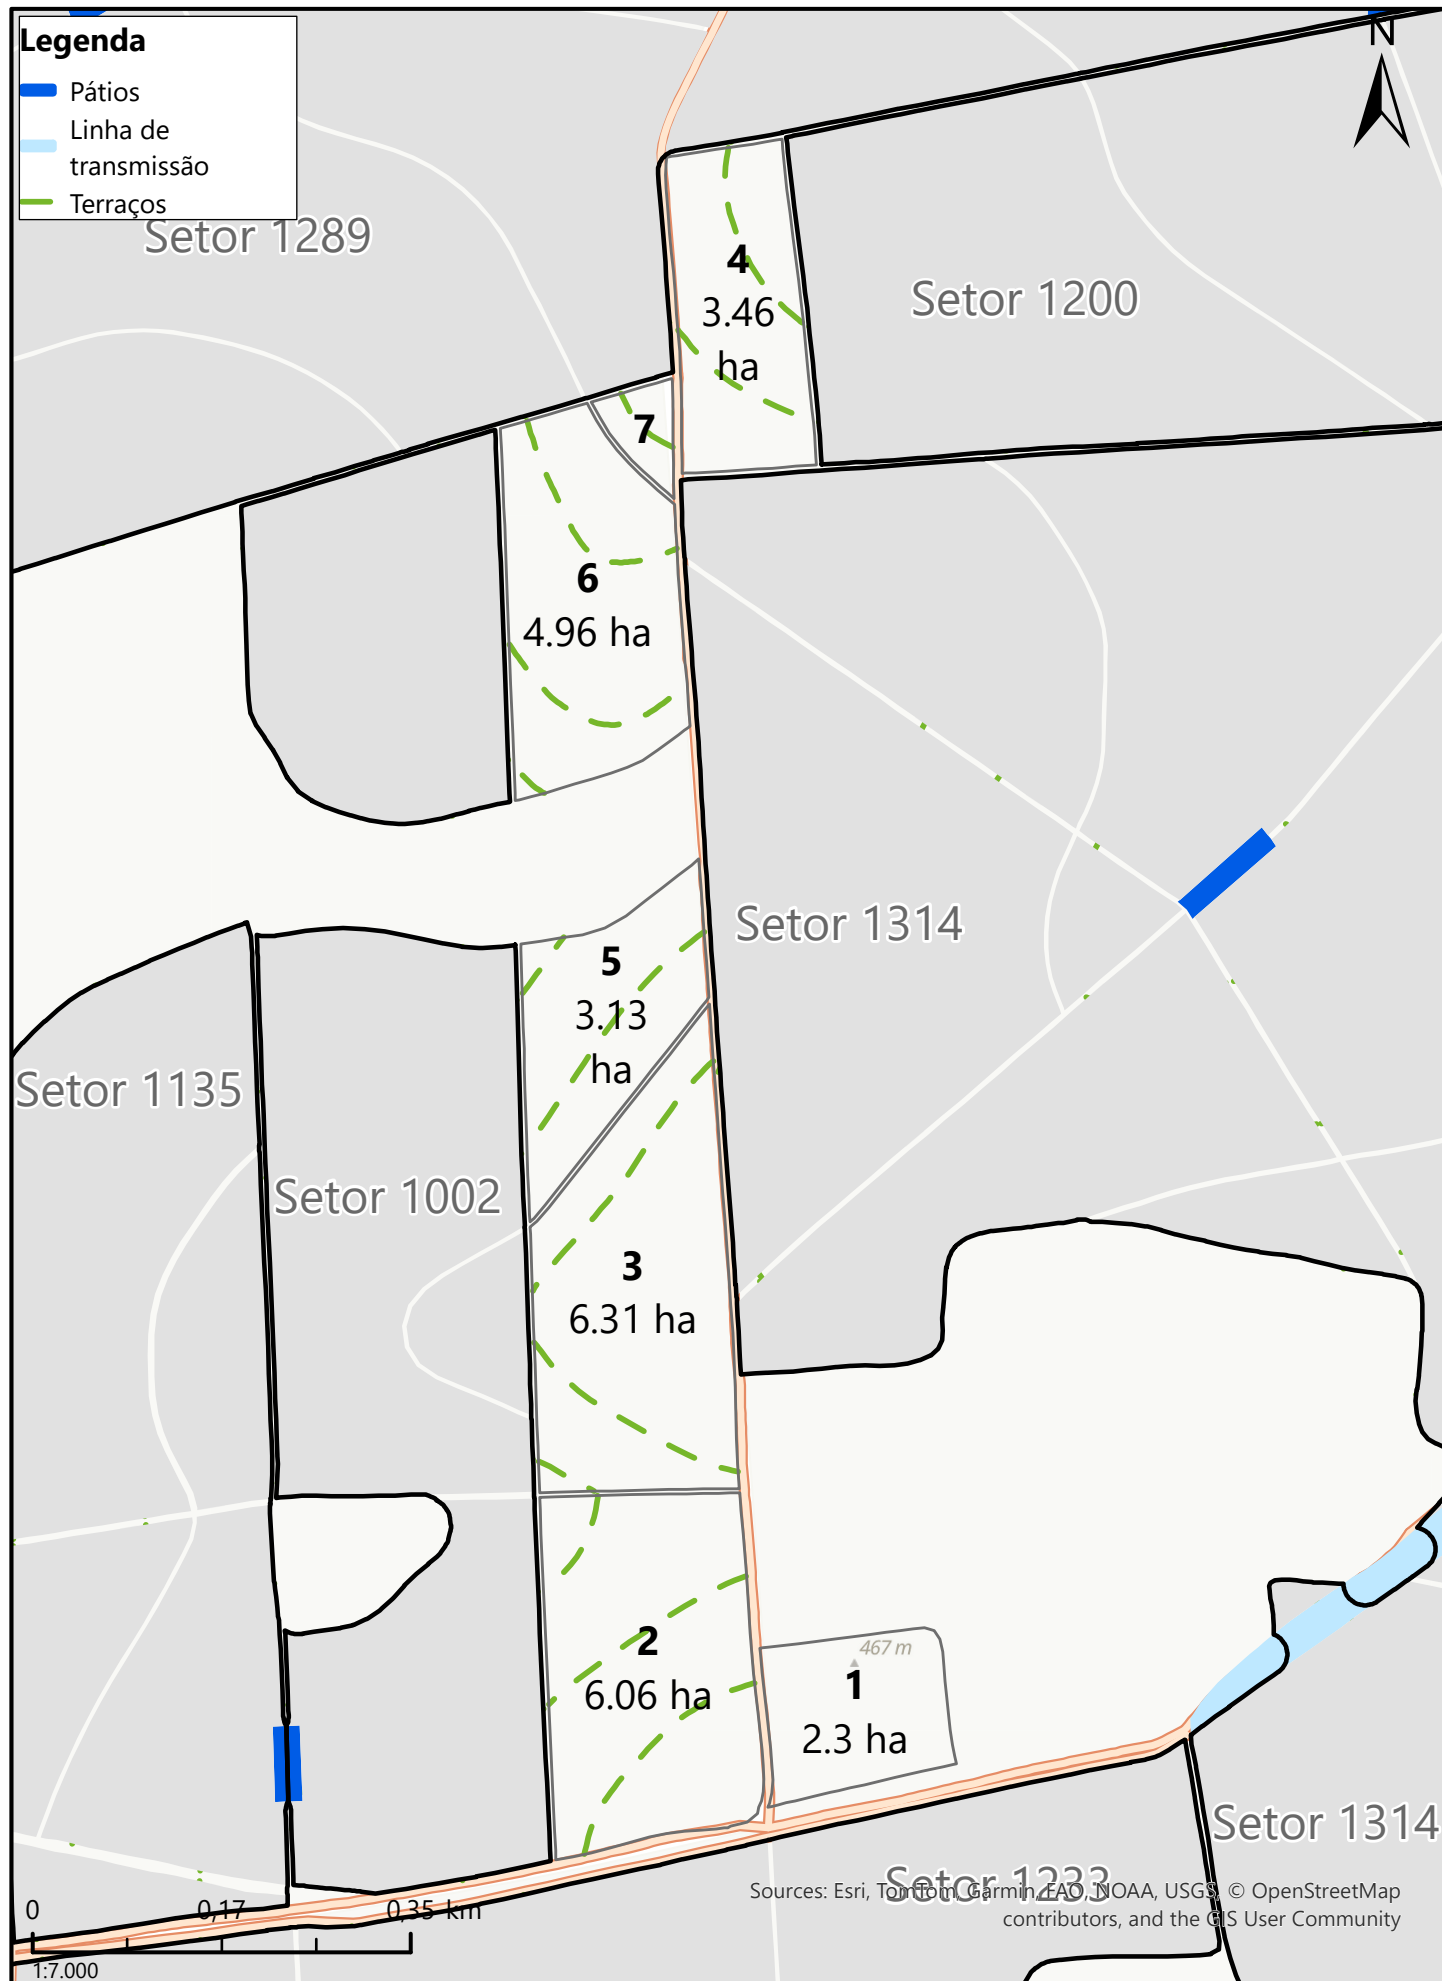 Legenda
Pátios
Linha de
transmissão
Terraços
N
Setor 1289
4
3.46
ha
Setor 1200
7
6
4.96 ha
5
3.13
ha
Setor 1314
Setor 1135
Setor 1002
3
6.31 ha
2
6.06 ha
467 m
1
2.3 ha
Setor 1314
Setor 1233
Sources: Esri, TomTom, Garmin, FAO, NOAA, USGS, © OpenStreetMap
contributors, and the GIS User Community
0 0,17 0,35 km
1:7.000